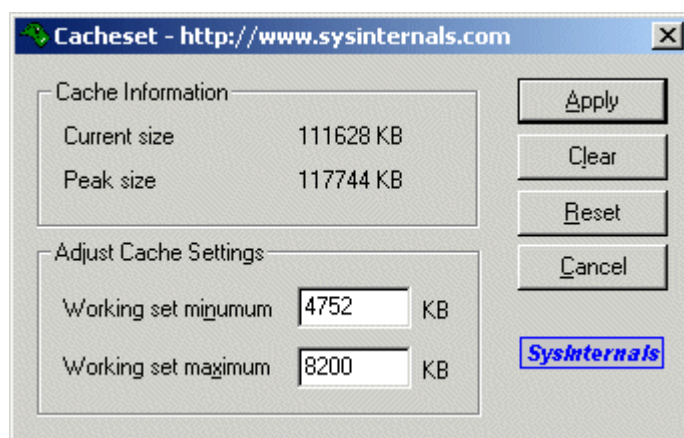 Cacheset - http://www.sysinternals.com
Cache Information
Current size 111628 KB
Peak size 117744 KB
Adjust Cache Settings
Working set minumum 4752 KB
Working set maximum 8200 KB
Apply
Clear
Reset
Cancel
SysInternals